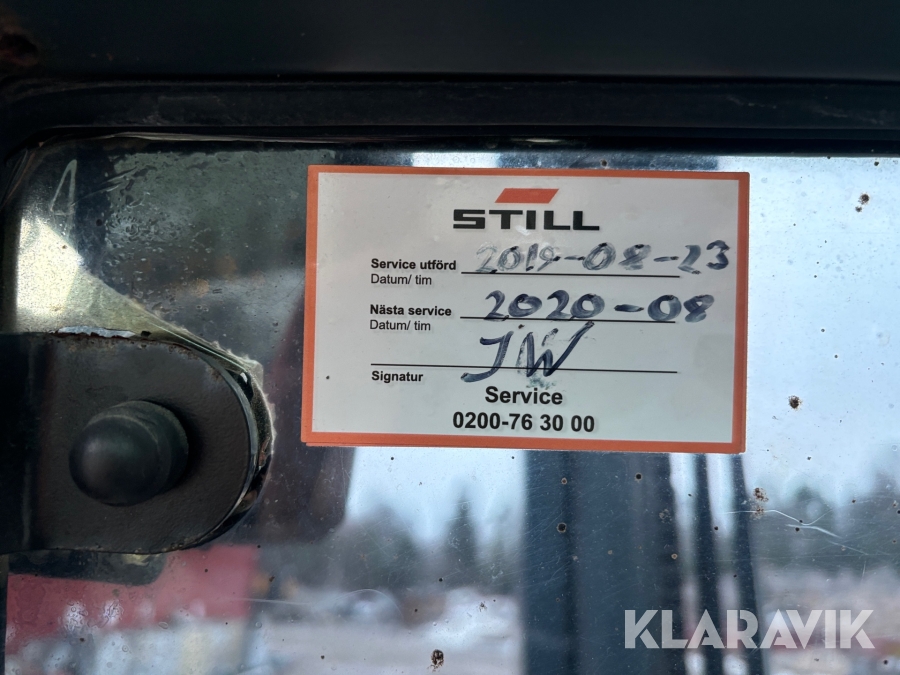 STILL
Service utförd 2019-08-23
Datum/ tim
Nästa service 2020-08
Datum/ tim
JW
Signatur
Service
0200-76 30 00
KLARAVIK